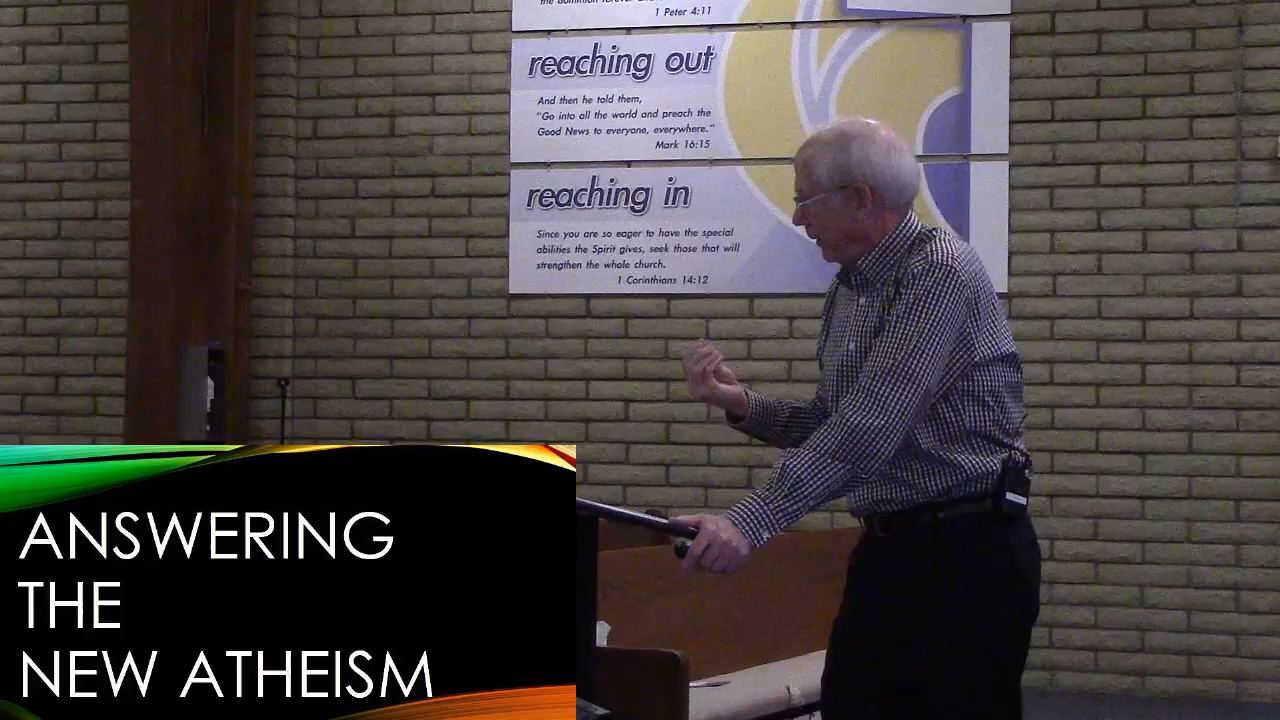 1 Peter 4:11
reaching out
And then he told them,
"Go into all the world and preach the
Good News to everyone, everywhere."
Mark 16:15
reaching in
Since you are so eager to have the special
abilities the Spirit gives, seek those that will
strengthen the whole church.
1 Corinthians 14:12
ANSWERING
THE
NEW ATHEISM